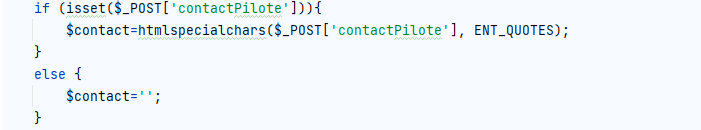 if (isset($_POST['contactPilote'])){
    $contact=htmlspecialchars($_POST['contactPilote'], ENT_QUOTES);
}
else {
    $contact='';
}